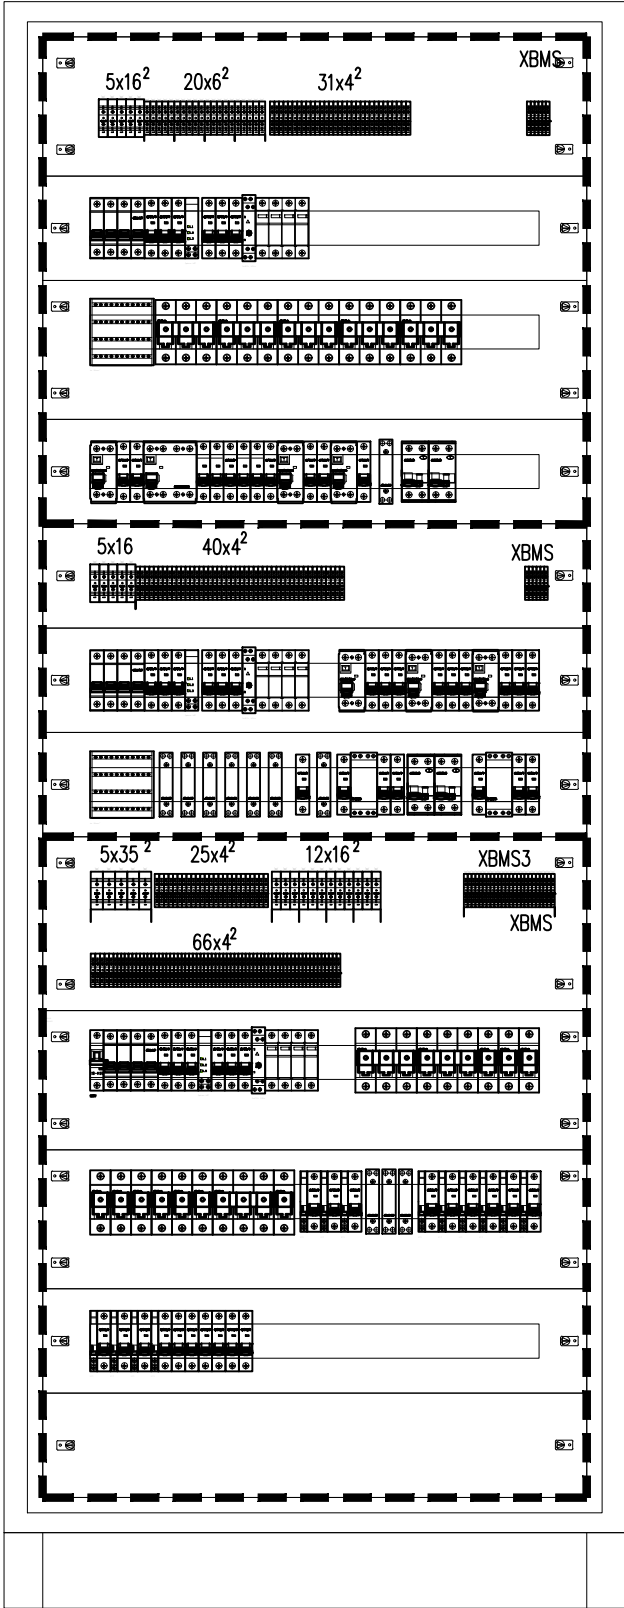 XBMS
5x16² 20x6² 31x4²
5x16 40x4² XBMS
5x35² 25x4² 12x16² XBMS3
XBMS
66x4²